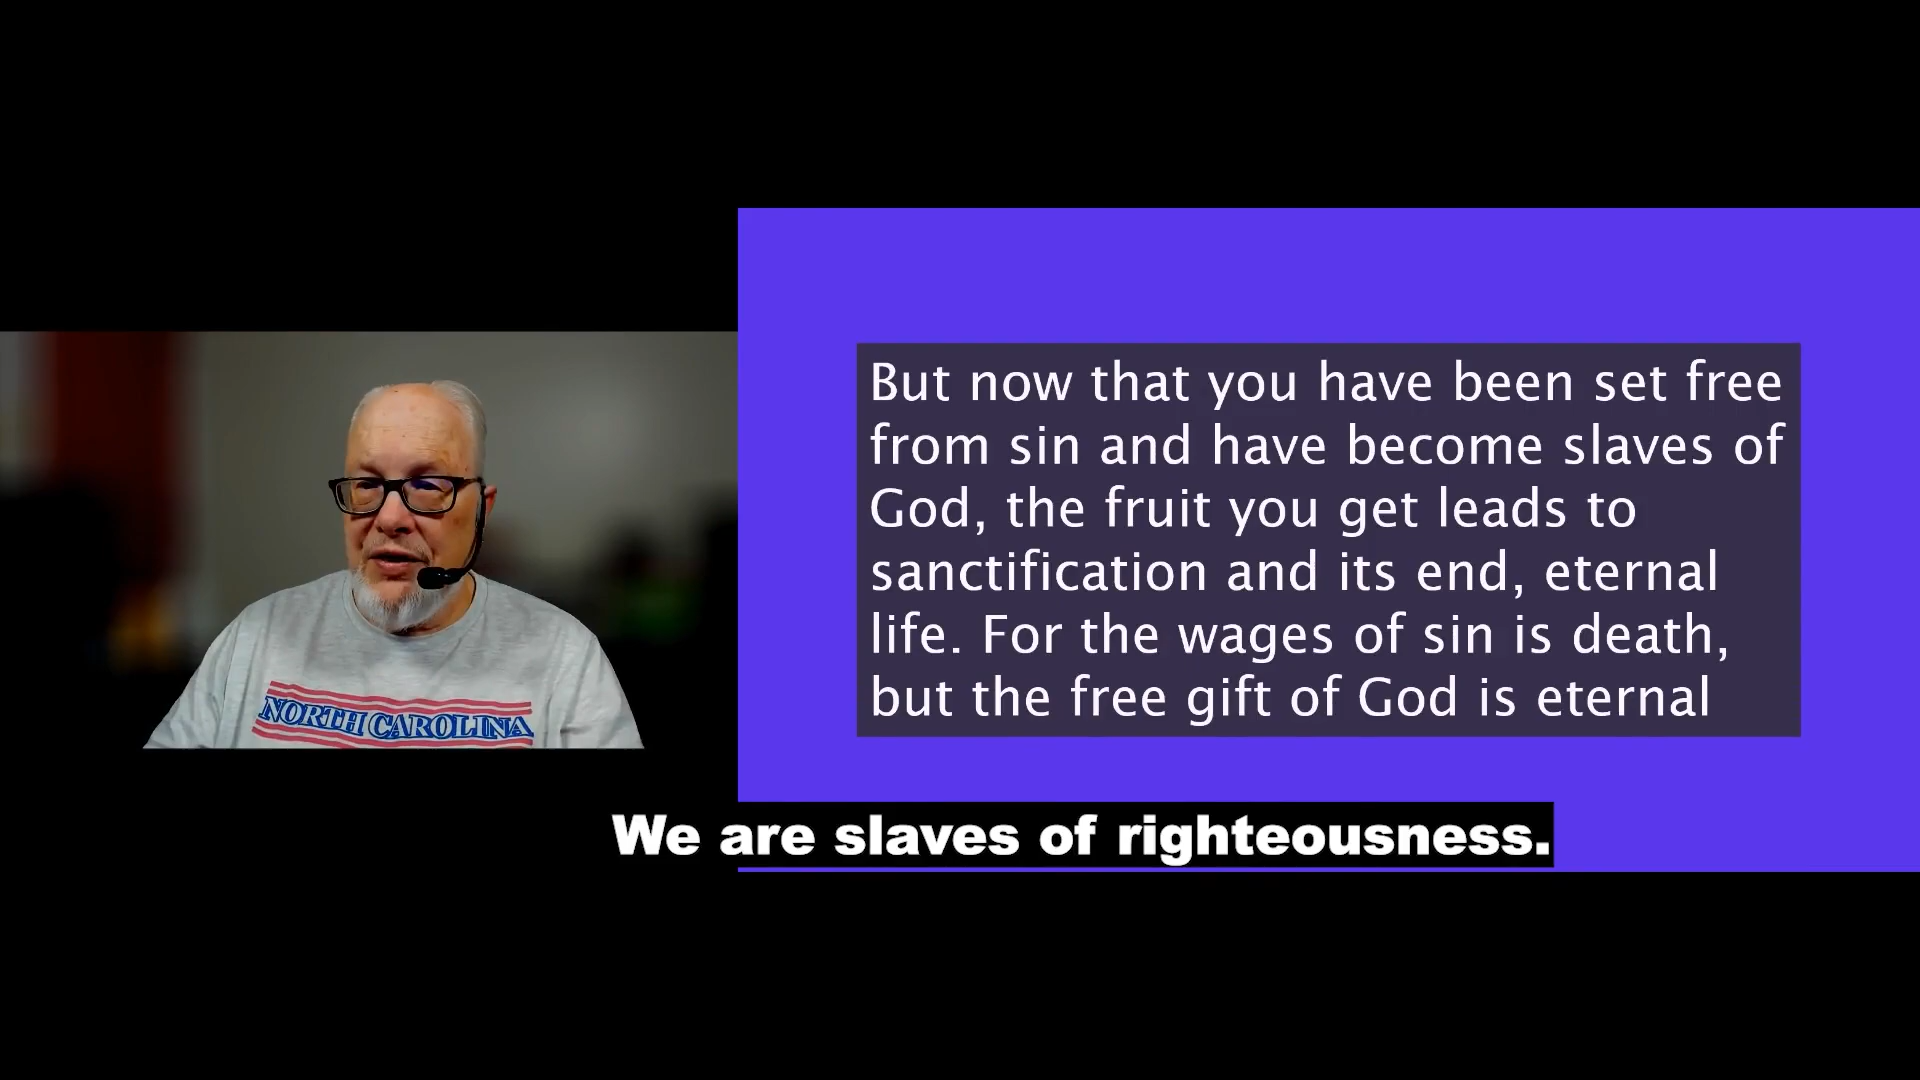 But now that you have been set free
from sin and have become slaves of
God, the fruit you get leads to
sanctification and its end, eternal
life. For the wages of sin is death,
but the free gift of God is eternal
NORTH CAROLINA
We are slaves of righteousness.